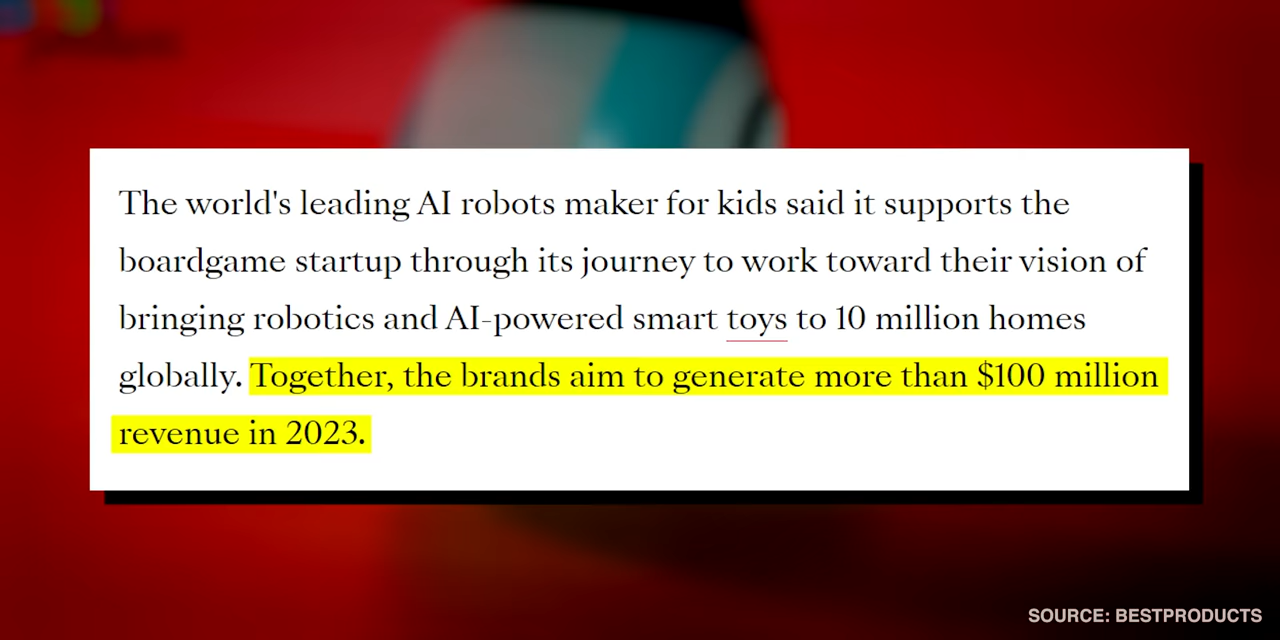 The world's leading AI robots maker for kids said it supports the
boardgame startup through its journey to work toward their vision of
bringing robotics and AI-powered smart toys to 10 million homes
globally. Together, the brands aim to generate more than $100 million
revenue in 2023.
SOURCE: BESTPRODUCTS